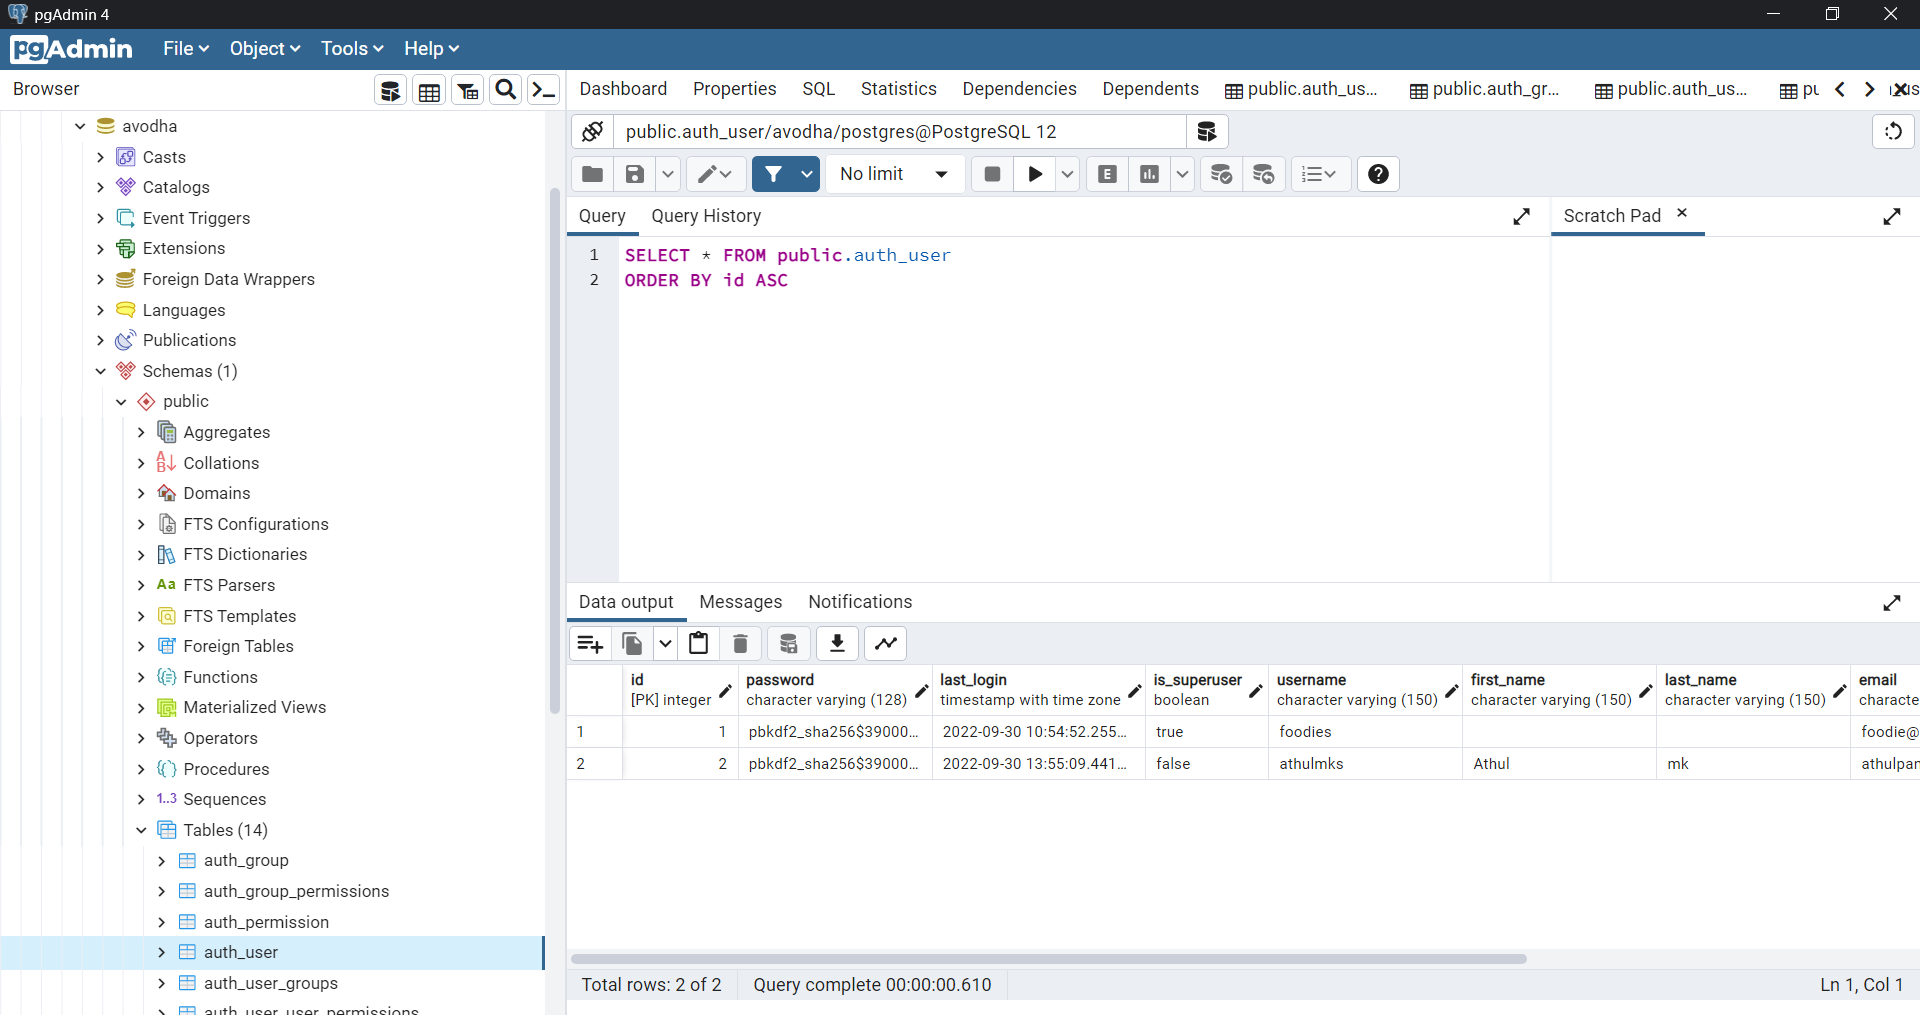 pgAdmin 4
pgAdmin File Object Tools Help
Browser
Dashboard Properties SQL Statistics Dependencies Dependents public.auth_us... public.auth_gr... public.auth_us... pu
avodha
Casts
Catalogs
Event Triggers
Extensions
Foreign Data Wrappers
Languages
Publications
Schemas (1)
public
Aggregates
Collations
Domains
FTS Configurations
FTS Dictionaries
Aa FTS Parsers
FTS Templates
Foreign Tables
Functions
Materialized Views
Operators
Procedures
1..3 Sequences
Tables (14)
auth_group
auth_group_permissions
auth_permission
auth_user
auth_user_groups
auth_user_user_permissions
public.auth_user/avodha/postgres@PostgreSQL 12
No limit E
Query Query History
Scratch Pad
1 SELECT * FROM public.auth_user
2 ORDER BY id ASC
Data output Messages Notifications
id password last_login is_superuser username first_name last_name email
[PK] integer character varying (128) timestamp with time zone boolean character varying (150) character varying (150) character varying (150) characte
1 1 pbkdf2_sha256$39000... 2022-09-30 10:54:52.255... true foodies foodie@
2 2 pbkdf2_sha256$39000... 2022-09-30 13:55:09.441... false athulmks Athul mk athulpar
Total rows: 2 of 2 Query complete 00:00:00.610 Ln 1, Col 1